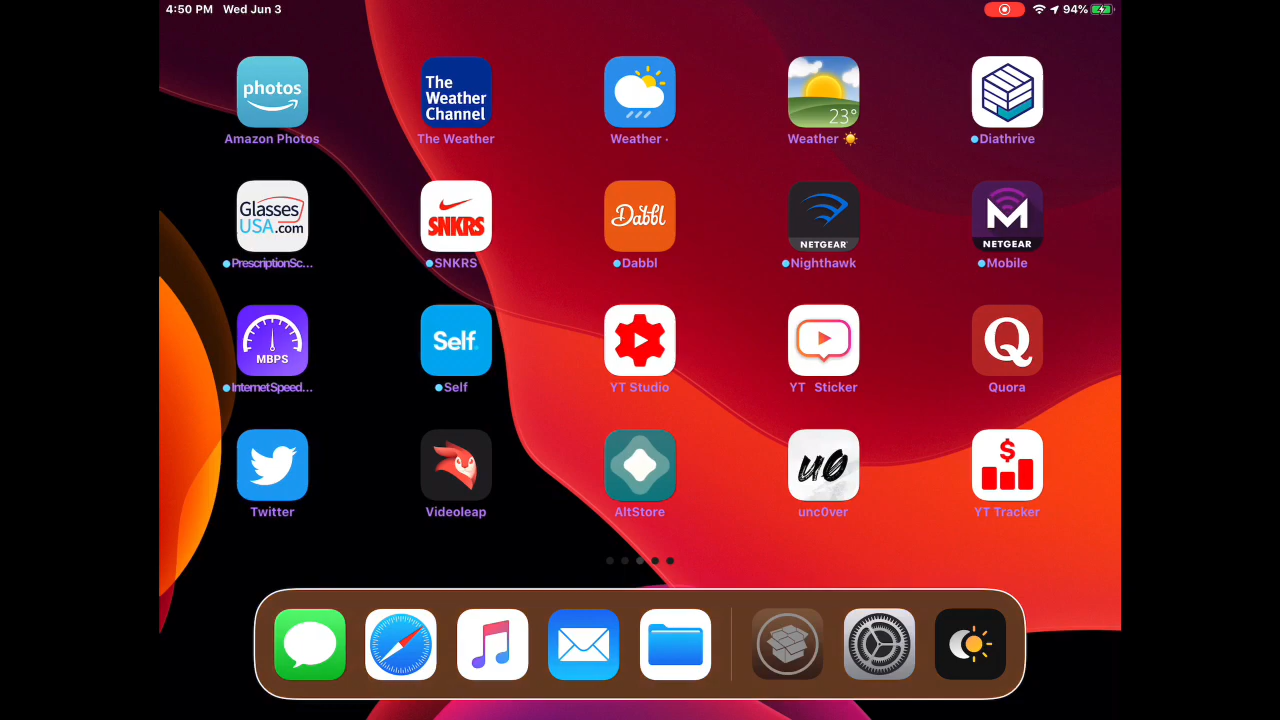 4:50 PM Wed Jun 3
94%
photos
The
Weather
Channel
23°
Amazon Photos
The Weather
Weather ·
Weather ☀️
Diathrive
Glasses
USA.com
SNKRS
Dabbl
NETGEAR
NETGEAR
PrescriptionSc...
SNKRS
Dabbl
Nighthawk
Mobile
MBPS
Self
Q
InternetSpeed...
Self
YT Studio
YT Sticker
Quora
u0
$
Twitter
Videoleap
AltStore
unc0ver
YT Tracker